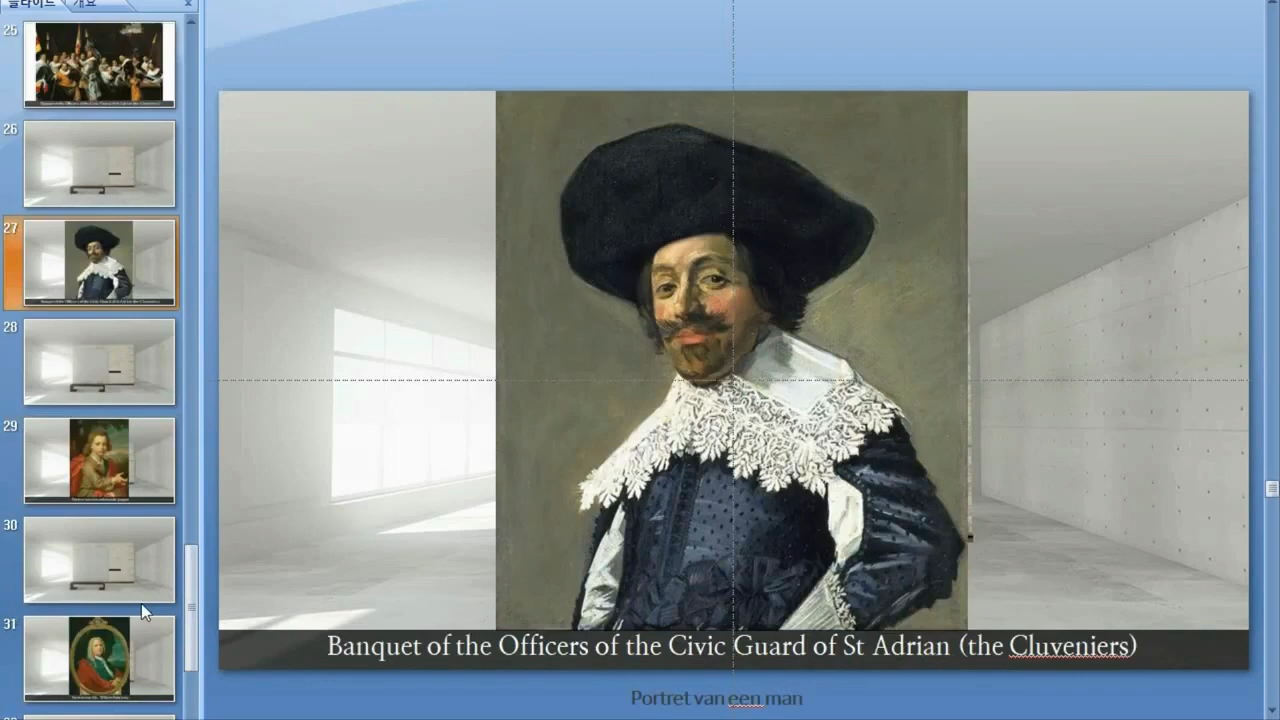 슬라이드 개요
25
26
27
28
29
30
31
Banquet of the Officers of the Civic Guard of St Adrian (the Cluveniers)
Portret van een man